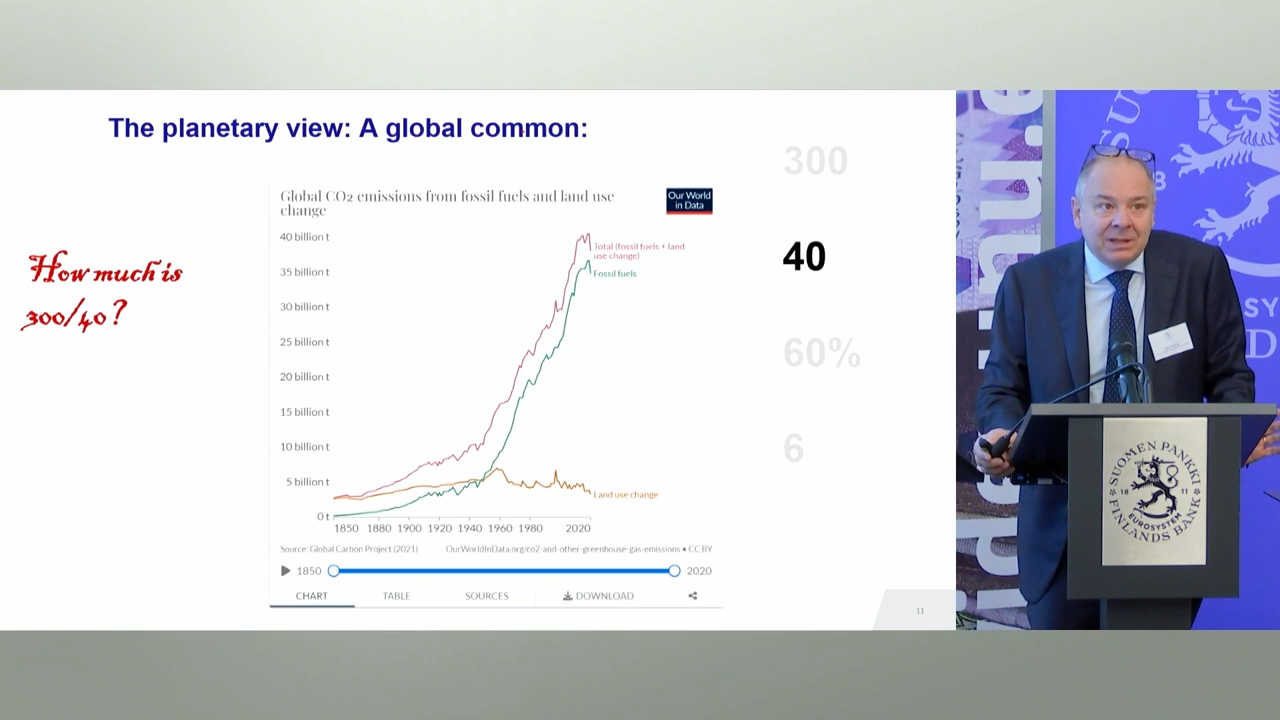 The planetary view: A global common:
300
40
60%
6
How much is
300/40?
Global CO2 emissions from fossil fuels and land use
change
Our World
in Data
40 billion t
35 billion t
30 billion t
25 billion t
20 billion t
15 billion t
10 billion t
5 billion t
0 t
Total (fossil fuels + land
use change)
Fossil fuels
Land use change
1850 1880 1900 1920 1940 1960 1980 2020
Source: Global Carbon Project (2021)
OurWorldInData.org/co2-and-other-greenhouse-gas-emissions • CC BY
1850
2020
CHART TABLE SOURCES DOWNLOAD
11
SUOMEN PANKKI
18 11
EUROSYSTEM
FINLANDS BANK